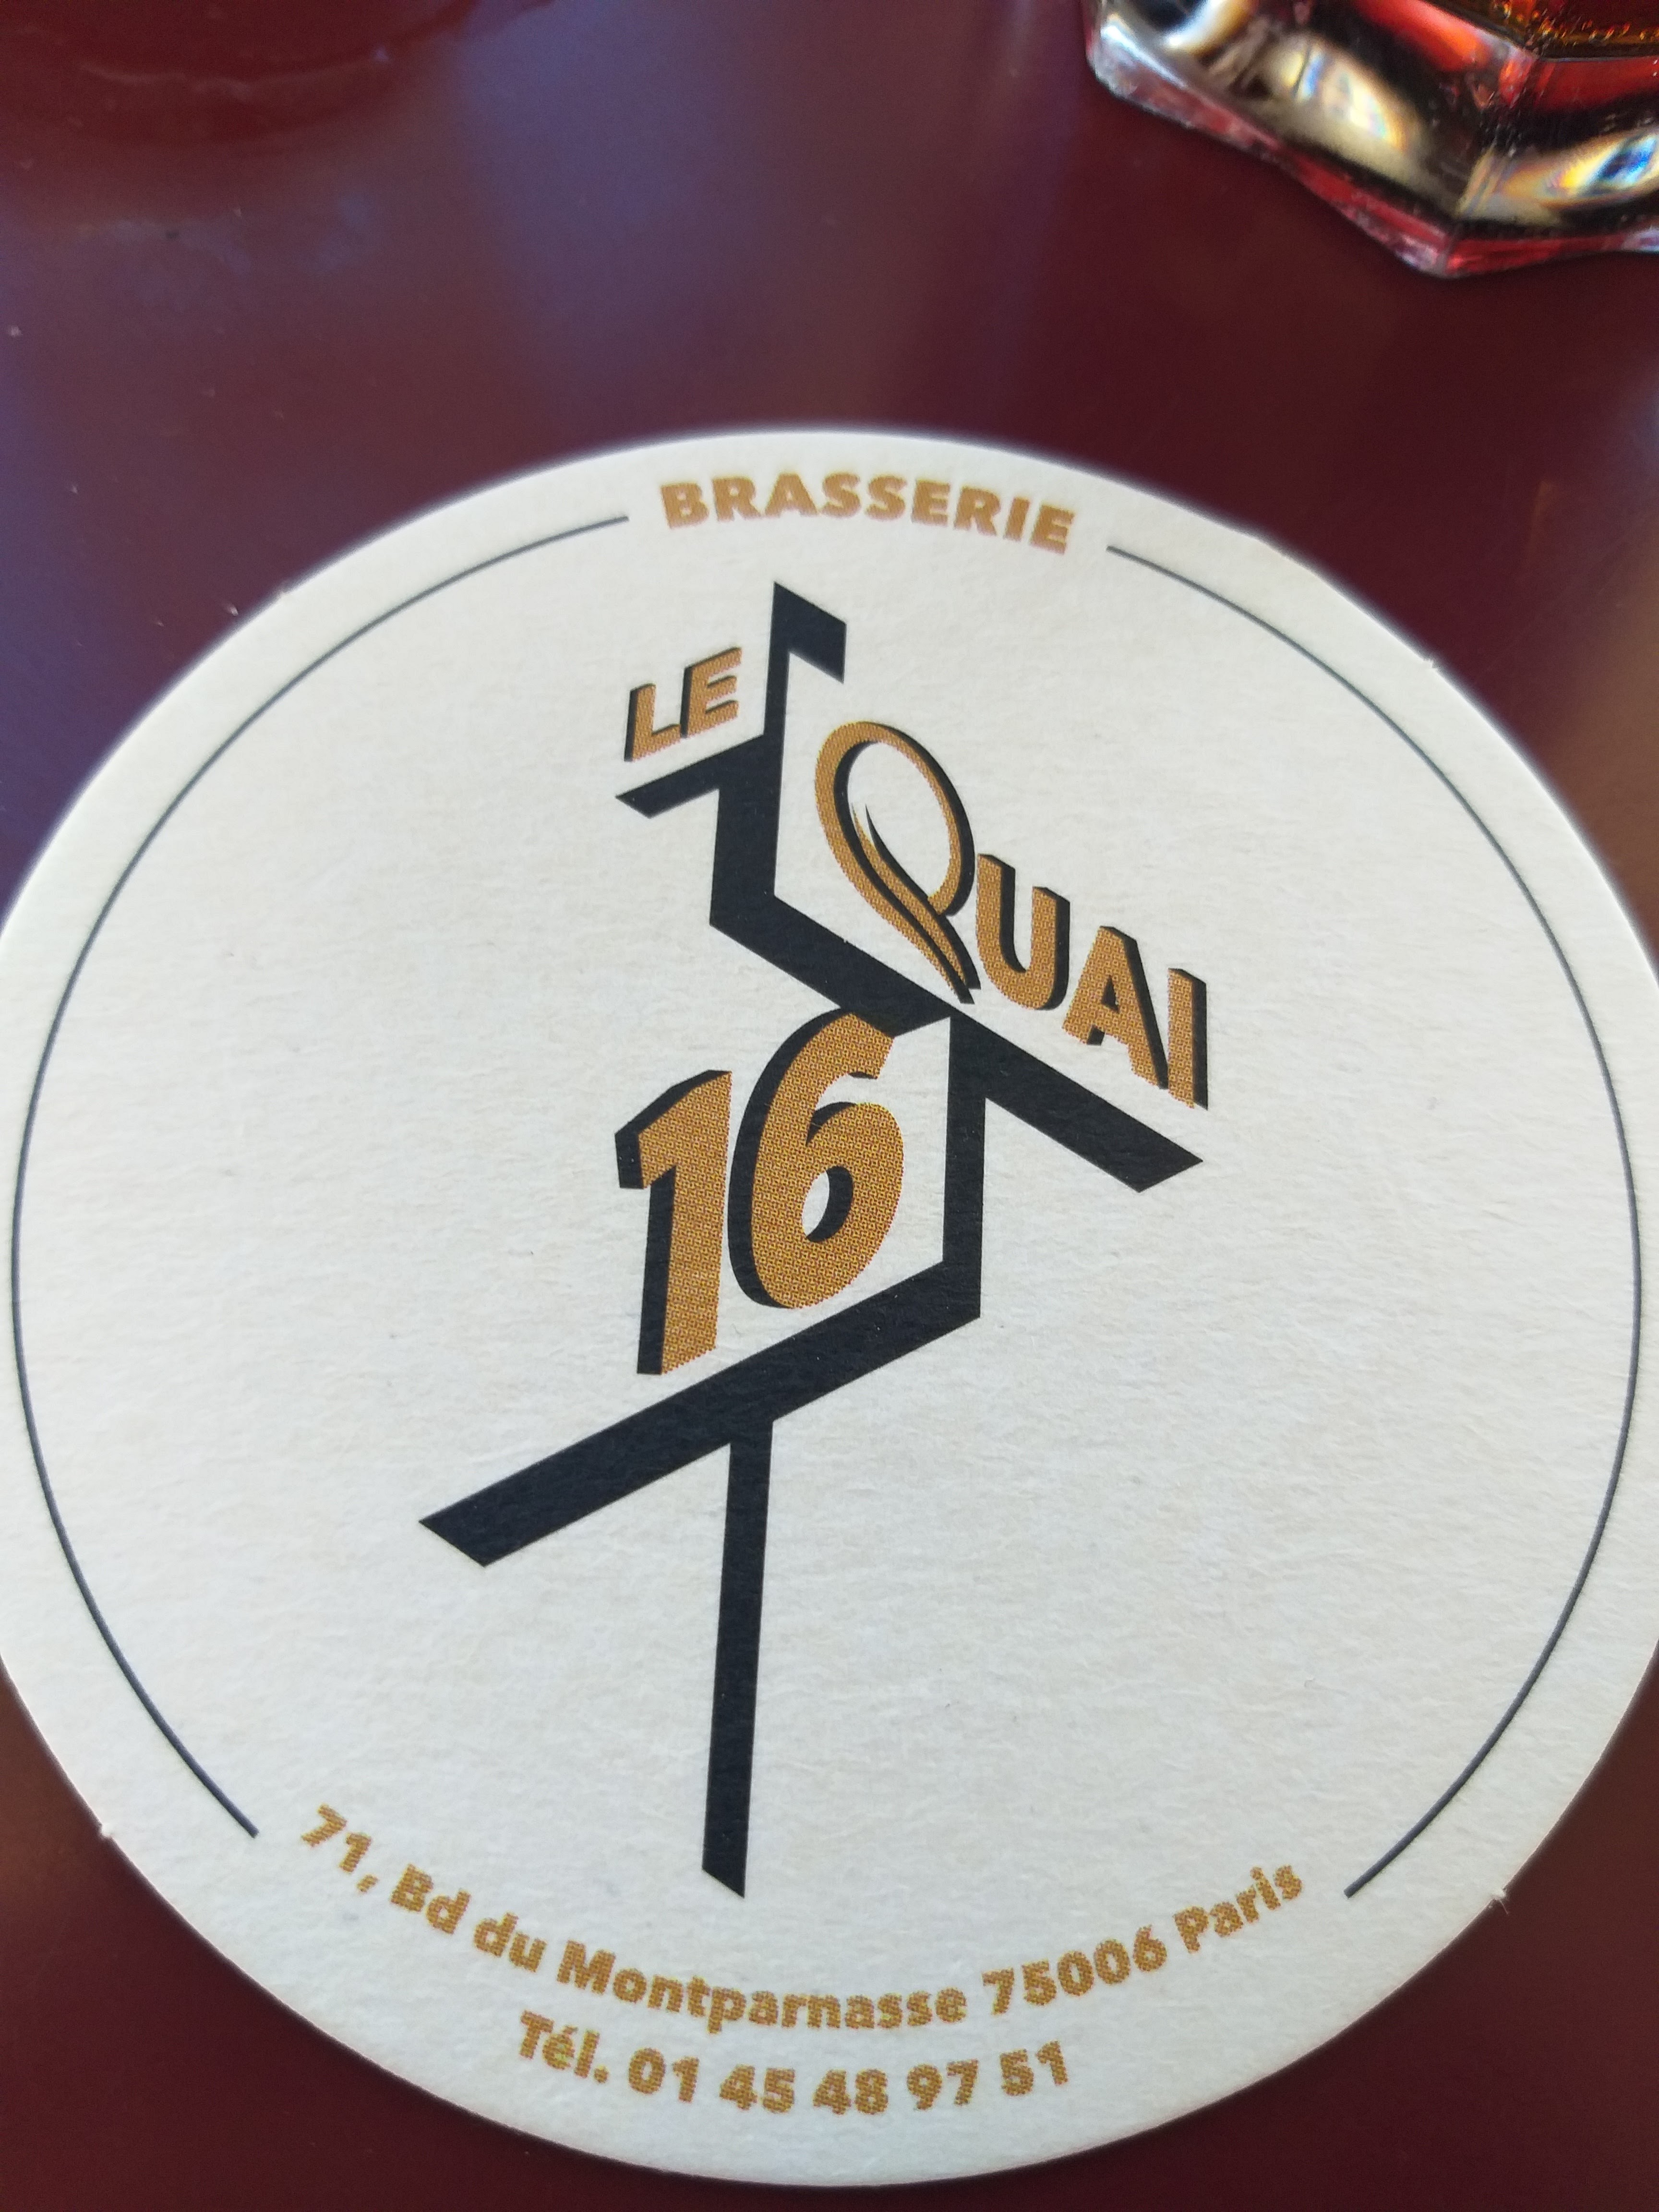 BRASSERIE
LE
QUAI
16
71, Bd du Montparnasse 75006 Paris
Tél. 01 45 48 97 51